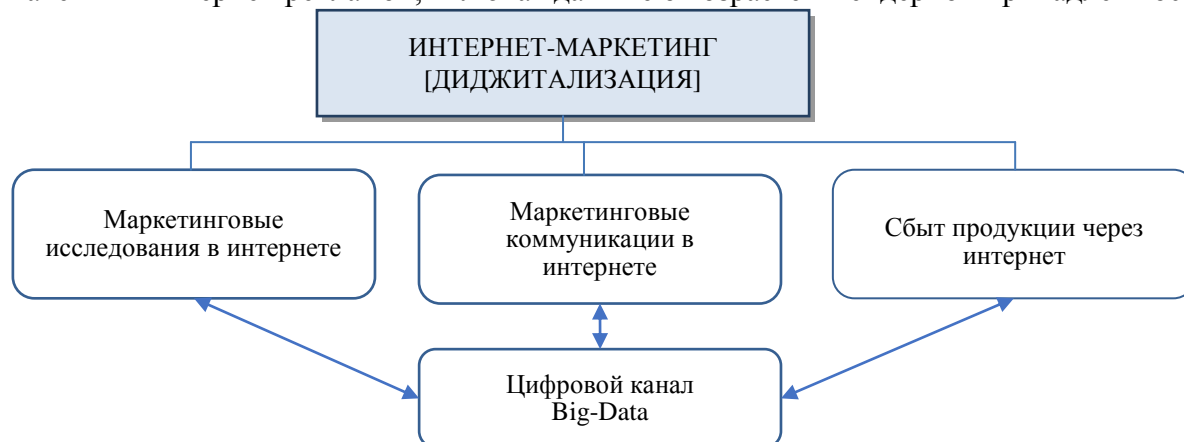 ИНТЕРНЕТ-МАРКЕТИНГ
[ДИДЖИТАЛИЗАЦИЯ]
Маркетинговые
исследования в интернете
Маркетинговые
коммуникации в
интернете
Сбыт продукции через
интернет
Цифровой канал
Big-Data